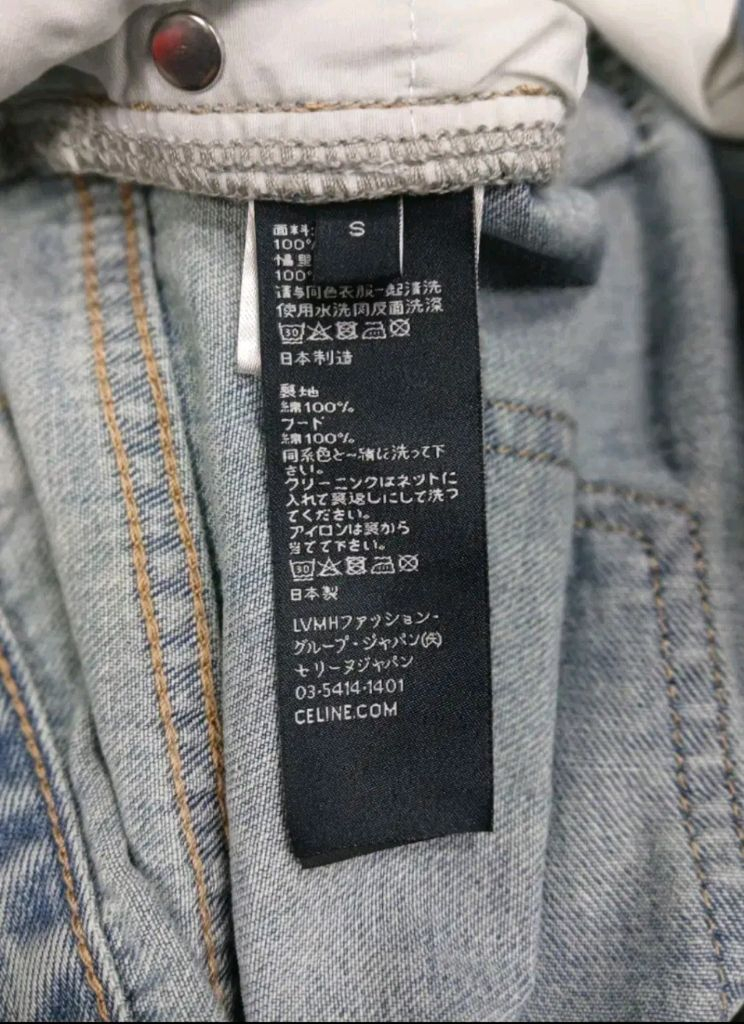 S
面料:
100%
幅里
100%
请与同色衣服一起清洗
使用水洗网反面洗涤
30
日本制造
裏地
綿100%
フード
綿100%
同系色と一緒に洗って下
さい。
クリーニングはネットに
入れて裏返しにして洗っ
てください。
アイロンは裏から
当てて下さい。
30
日本製
LVMHファッション・
グループ・ジャパン(株)
セリーヌジャパン
03-5414-1401
CELINE.COM